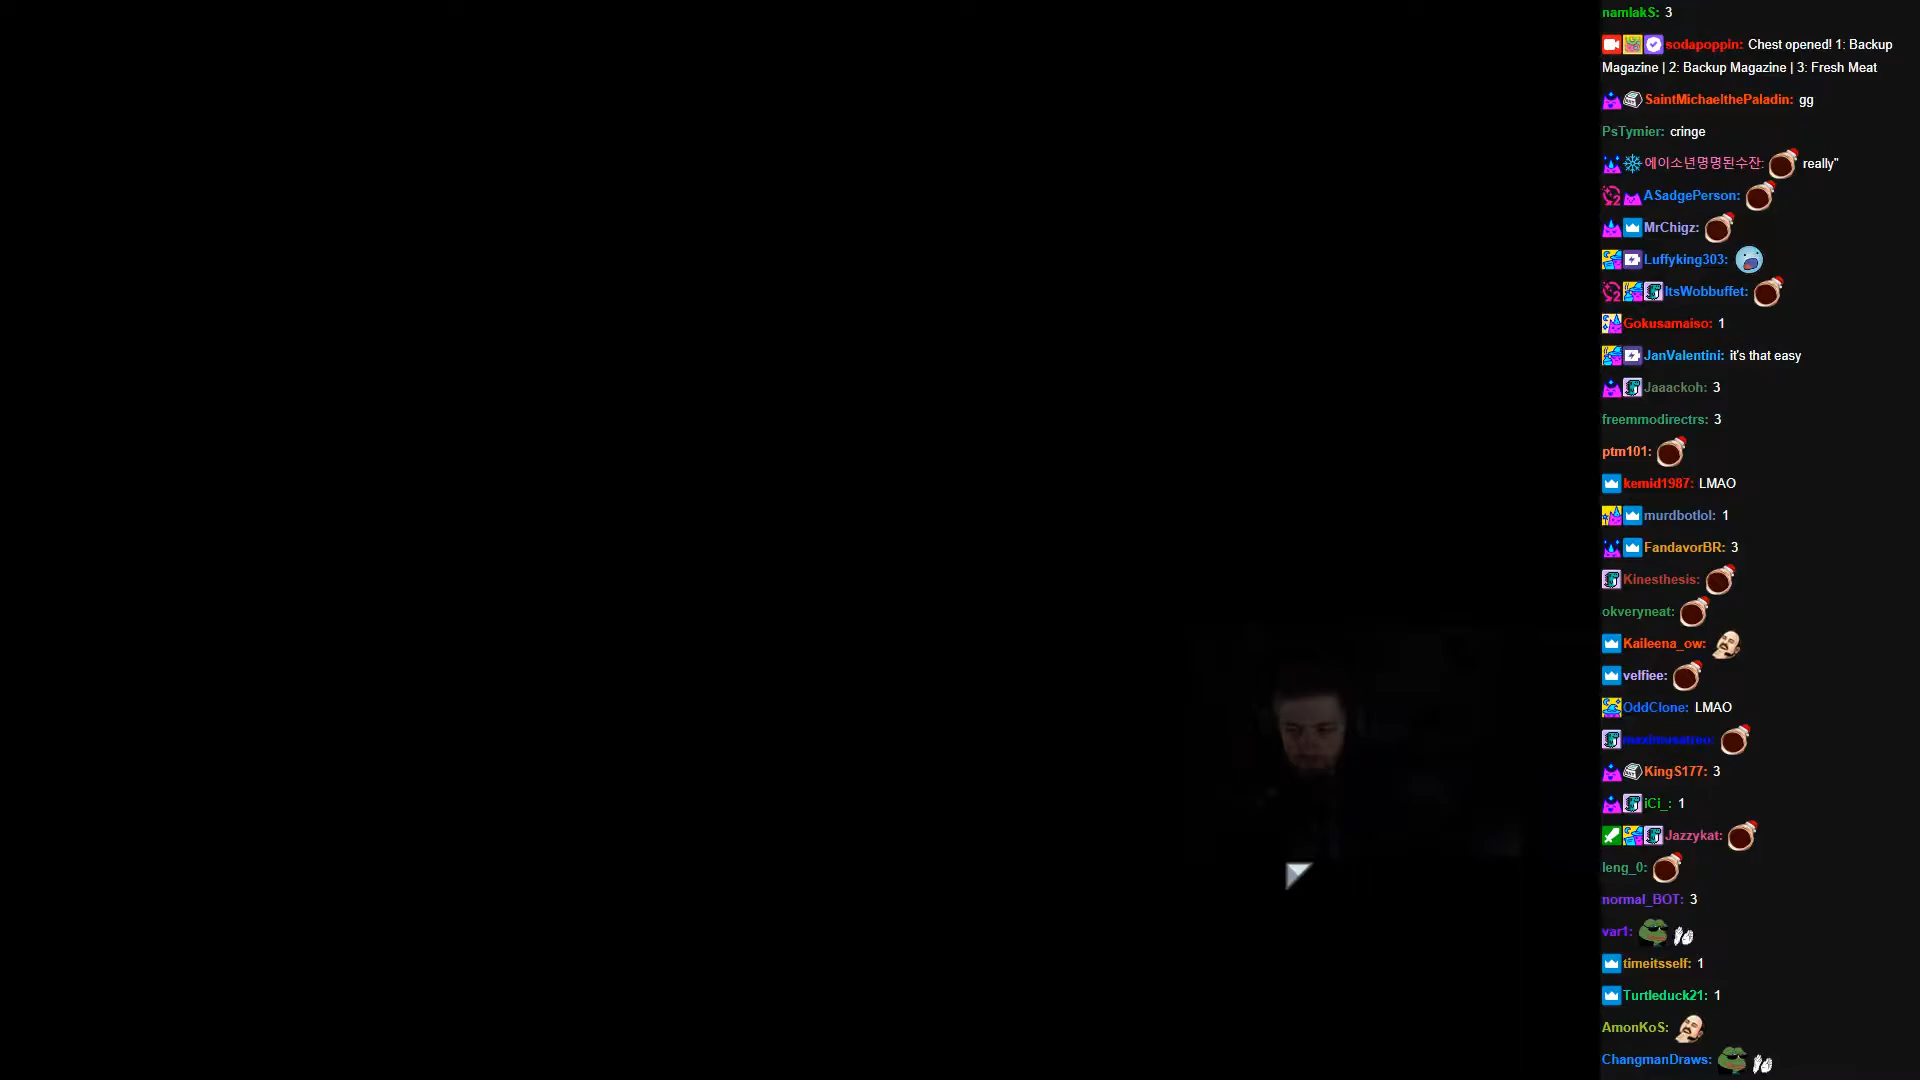 namlakS: 3
sodapoppin: Chest opened! 1: Backup
Magazine | 2: Backup Magazine | 3: Fresh Meat
SaintMichaelthePaladin: gg
PsTymier: cringe
에이소년명명된수잔: really"
ASadgePerson:
MrChigz:
Luffyking303:
ItsWobbuffet:
Gokusamaiso: 1
JanValentini: it's that easy
Jaaackoh: 3
freemmodirectrs: 3
ptm101:
kemid1987: LMAO
murdbotlol: 1
FandavorBR: 3
Kinesthesis:
okveryneat:
Kaileena_ow:
velfiee:
OddClone: LMAO
KingS177: 3
iCi_: 1
Jazzykat:
leng_0:
normal_BOT: 3
var1:
timeitsself: 1
Turtleduck21: 1
AmonKoS:
ChangmanDraws: